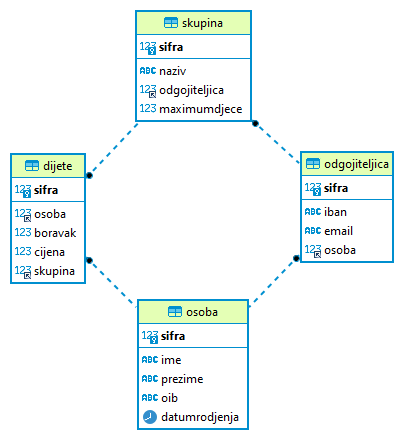 skupina
123 sifra
ABC naziv
123 odgojiteljica
123 maximumdjece
dijete
123 sifra
123 osoba
123 boravak
123 cijena
123 skupina
odgojiteljica
123 sifra
ABC iban
ABC email
123 osoba
osoba
123 sifra
ABC ime
ABC prezime
ABC oib
datumrodjenja